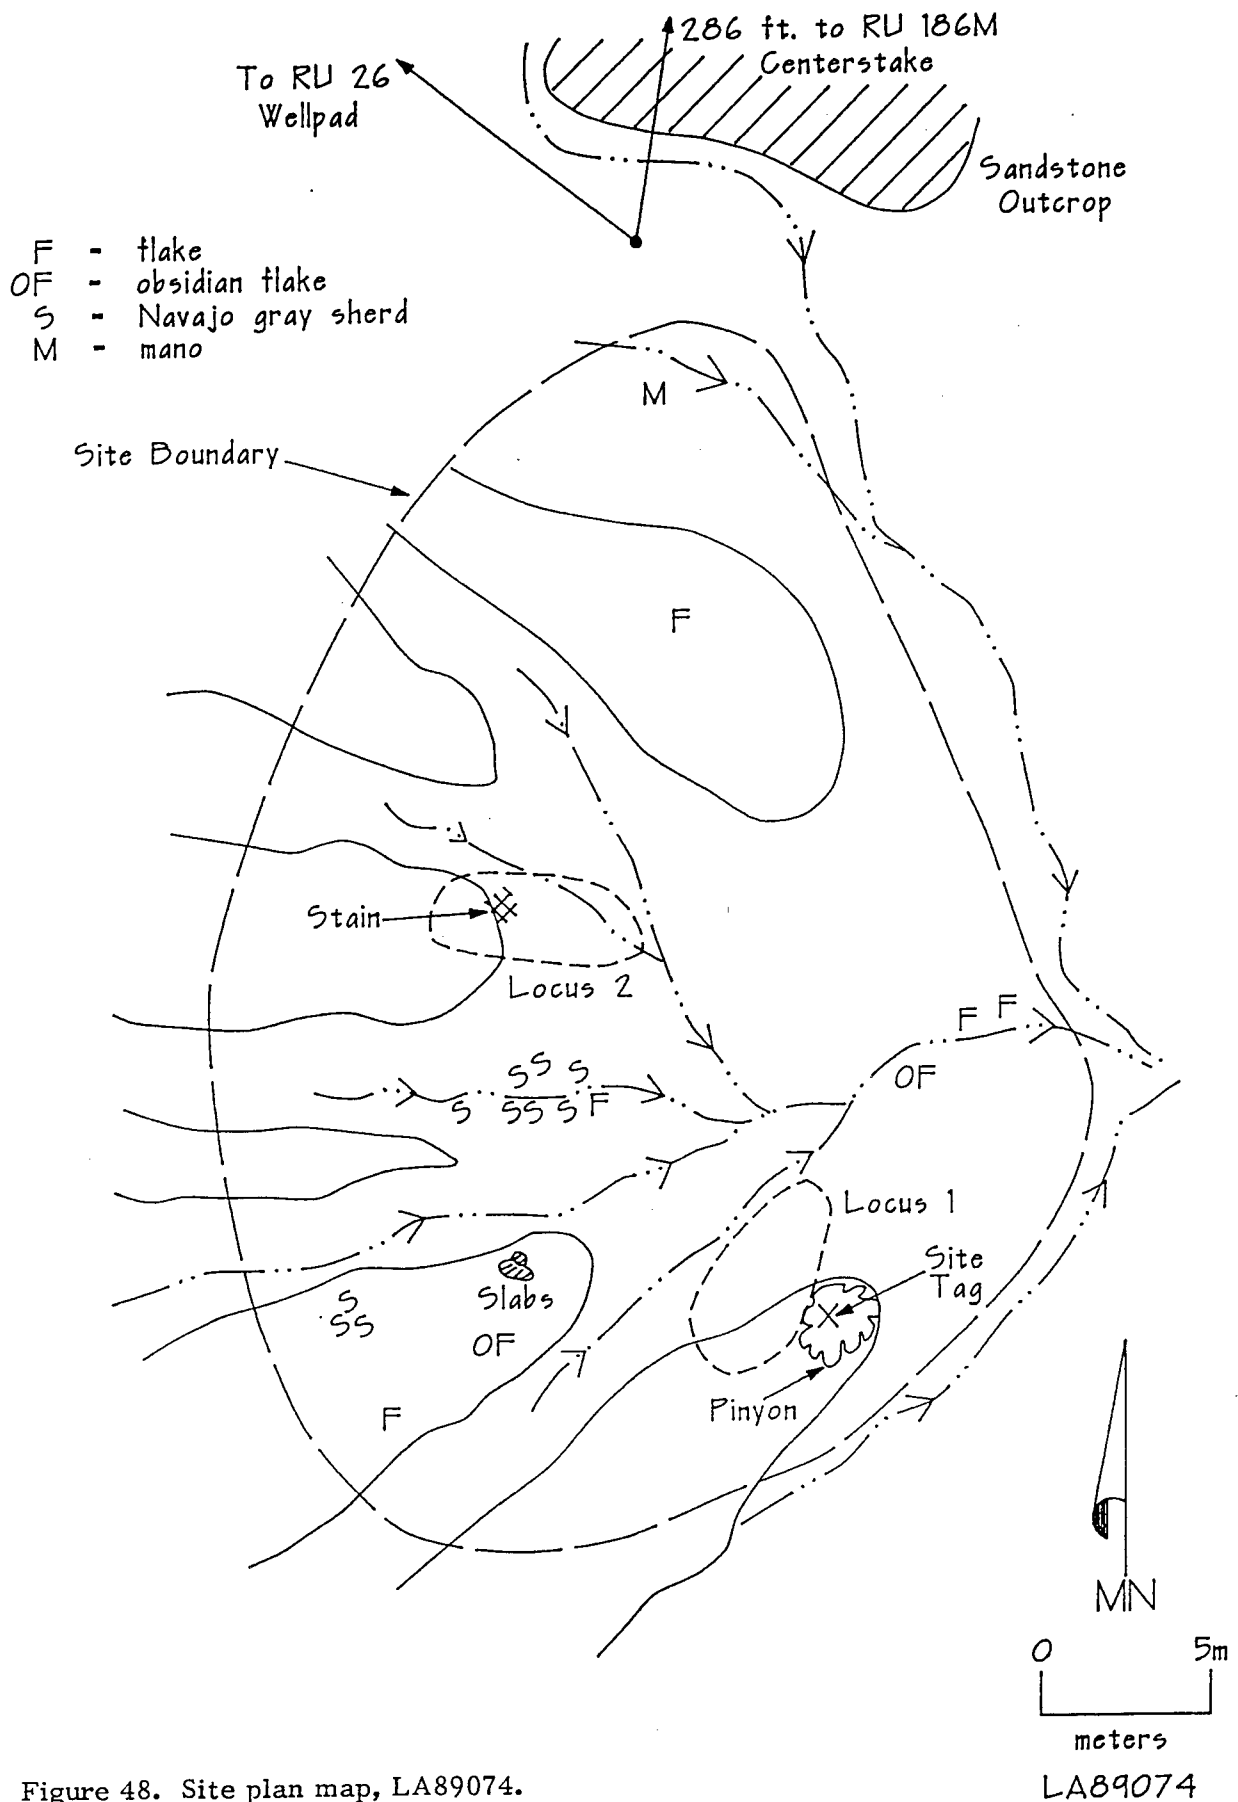 286 ft. to RU 186M
Centerstake
To RU 26
Wellpad
Sandstone
Outcrop
F - flake
OF - obsidian flake
S - Navajo gray sherd
M - mano
M
Site Boundary
F
Stain
Locus 2
F F
OF
S S S
S SS S F
Locus 1
Site
Tag
Slabs
S
SS
OF
Pinyon
F
MN
0 5m
meters
LA89074
Figure 48. Site plan map, LA89074.